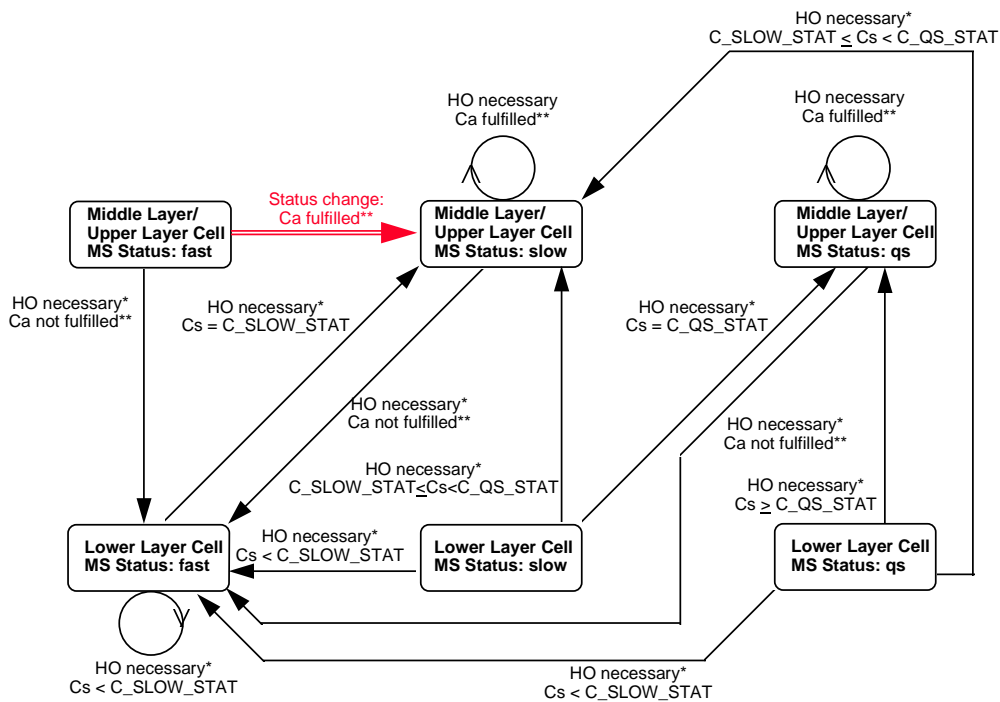 HO necessary*
C_SLOW_STAT ≤ Cs < C_QS_STAT
HO necessary
Ca fulfilled**
HO necessary
Ca fulfilled**
Status change:
Ca fulfilled**
Middle Layer/
Upper Layer Cell
MS Status: fast
Middle Layer/
Upper Layer Cell
MS Status: slow
Middle Layer/
Upper Layer Cell
MS Status: qs
HO necessary*
Ca not fulfilled**
HO necessary*
Cs = C_SLOW_STAT
HO necessary*
Cs = C_QS_STAT
HO necessary*
Ca not fulfilled**
HO necessary*
Ca not fulfilled**
HO necessary*
C_SLOW_STAT≤Cs<C_QS_STAT
HO necessary*
Cs ≥ C_QS_STAT
Lower Layer Cell
MS Status: fast
HO necessary*
Cs < C_SLOW_STAT
Lower Layer Cell
MS Status: slow
Lower Layer Cell
MS Status: qs
HO necessary*
Cs < C_SLOW_STAT
HO necessary*
Cs < C_SLOW_STAT